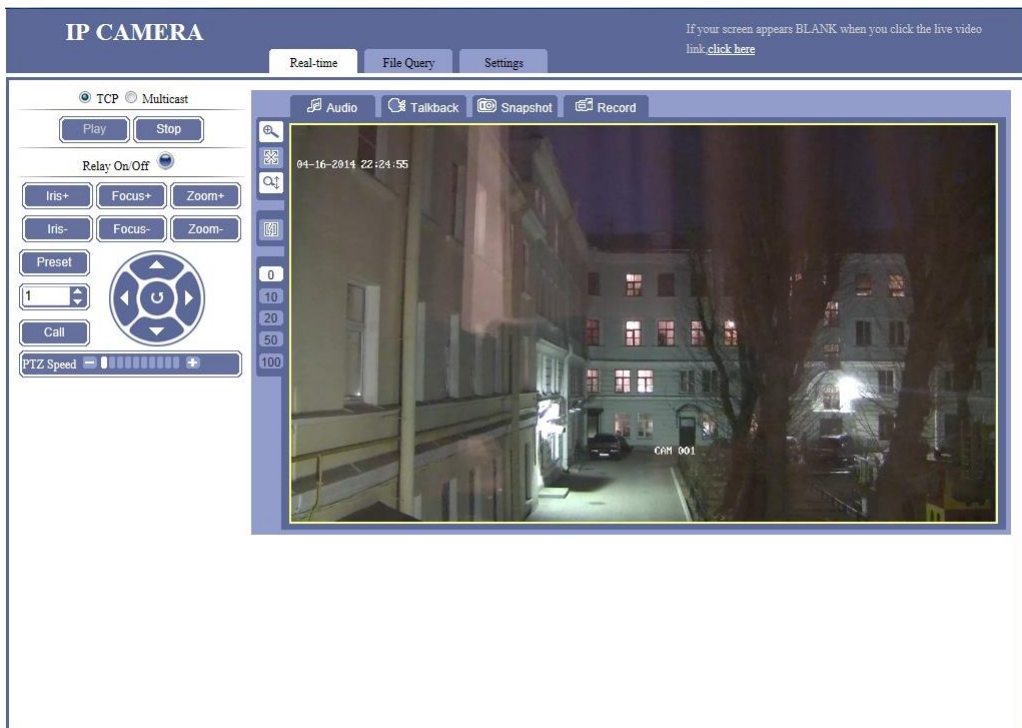 IP CAMERA
If your screen appears BLANK when you click the live video
link,click here
Real-time
File Query
Settings
TCP
Multicast
Play
Stop
Relay On/Off
Iris+
Focus+
Zoom+
Iris-
Focus-
Zoom-
Preset
1
Call
PTZ Speed
Audio
Talkback
Snapshot
Record
0
10
20
50
100
04-16-2014 22:24:55
CAM 001